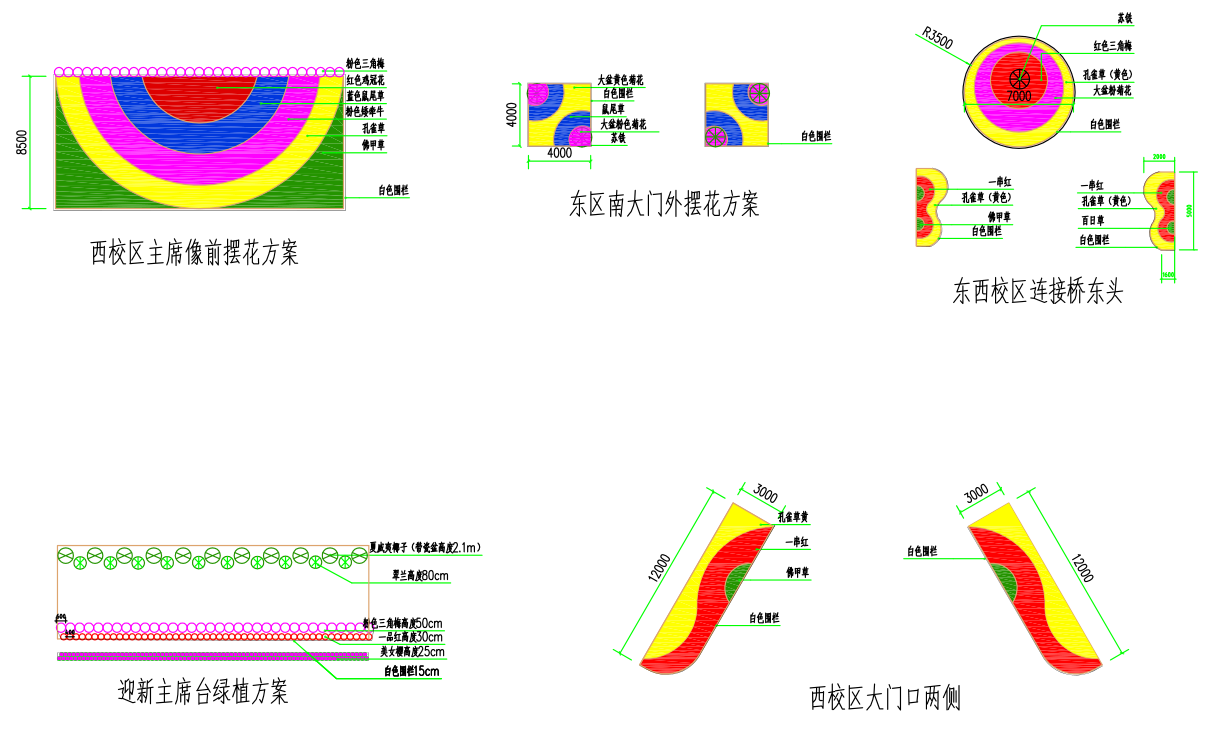 粉色三角梅
红色鸡冠花
蓝色鼠尾草
粉色矮牵牛
孔雀草
佛甲草
白色围栏
8500
西校区主席像前摆花方案
大盆黄色菊花
白色围栏
鼠尾草
大盆粉色菊花
苏铁
4000
4000
白色围栏
东区南大门外摆花方案
R3500
苏铁
红色三角梅
孔雀草（黄色）
大盆粉菊花
7000
白色围栏
一串红
孔雀草（黄色）
佛甲草
白色围栏
2000
一串红
孔雀草（黄色）
百日草
白色围栏
5000
1600
东西校区连接桥东头
夏威夷椰子（带瓷盆高度2.1m）
翠兰高度80cm
600
粉色三角梅高度50cm
400
一品红高度30cm
美女樱高度25cm
白色围栏15cm
迎新主席台绿植方案
3000
孔雀草黄
一串红
佛甲草
12000
白色围栏
3000
白色围栏
12000
西校区大门口两侧